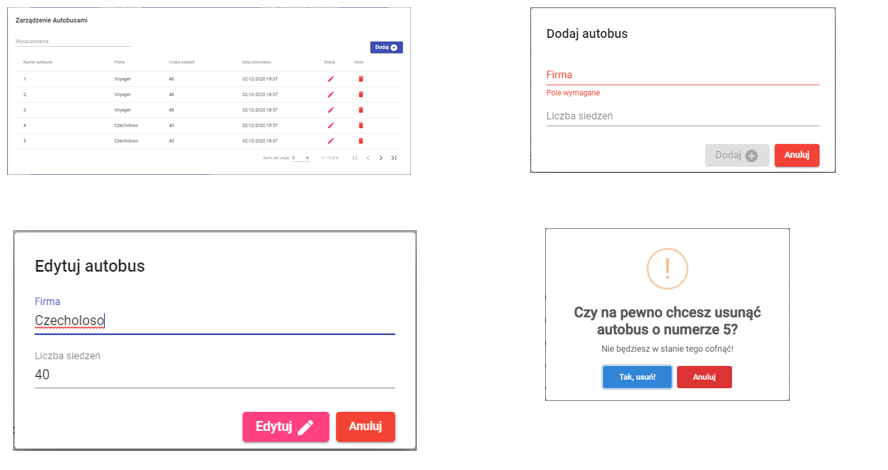 Zarządzenie Autobusami
Wyszukiwania
Dodaj
Numer autobusu Firma Liczba siedzeń Data utworzenia Edytuj Usuń
1 Voyager 48 02-12-2020 18:37
2 Voyager 48 02-12-2020 18:37
3 Voyager 48 02-12-2020 18:37
4 Czecholoso 40 02-12-2020 18:37
5 Czecholoso 40 02-12-2020 18:37
Items per page: 5 1 – 5 of 6
Dodaj autobus
Firma
Pole wymagane
Liczba siedzeń
Dodaj Anuluj
Edytuj autobus
Firma
Czecholoso
Liczba siedzeń
40
Edytuj Anuluj
Czy na pewno chcesz usunąć
autobus o numerze 5?
Nie będziesz w stanie tego cofnąć!
Tak, usuń! Anuluj